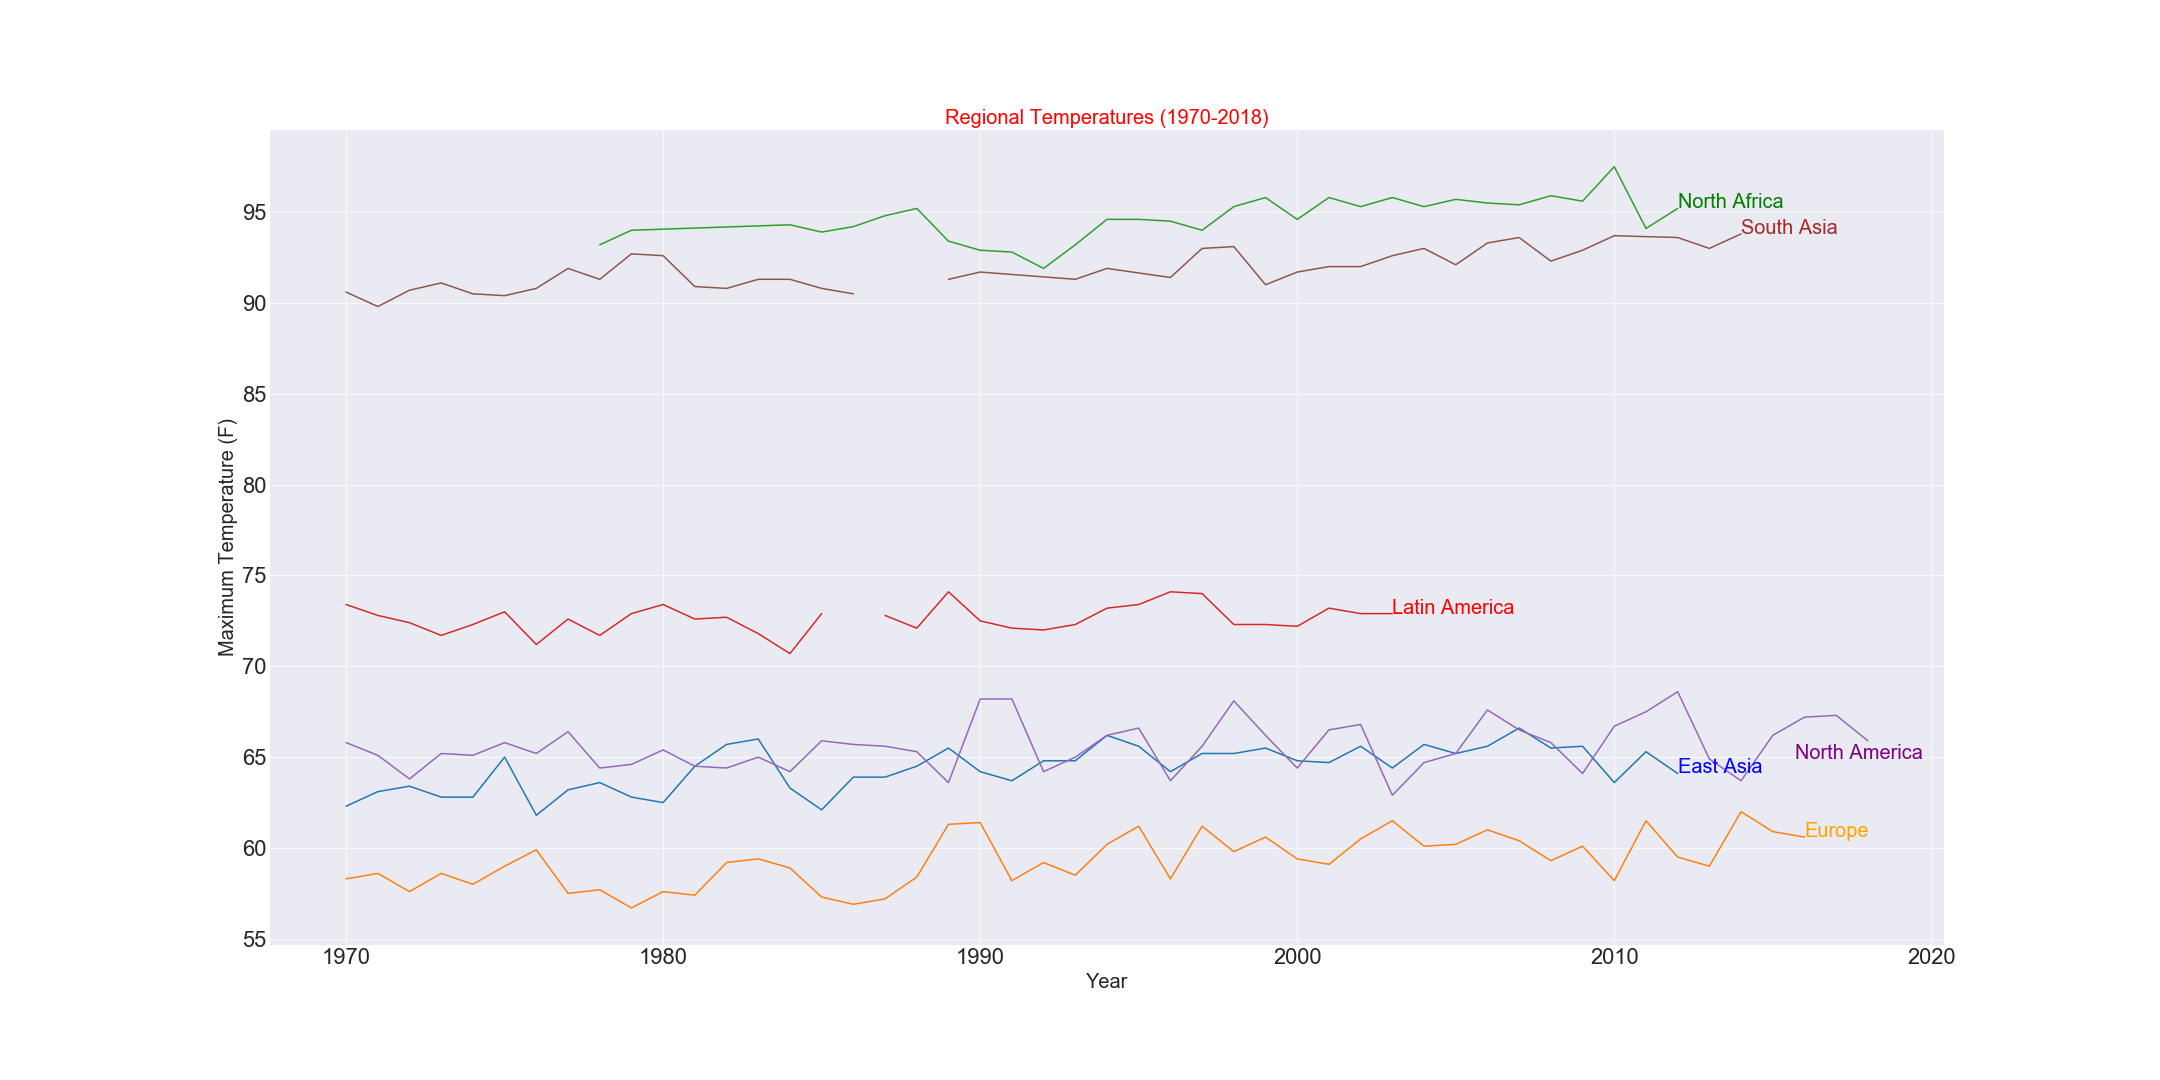 Regional Temperatures (1970-2018)
Maximum Temperature (F)
95
90
85
80
75
70
65
60
55
North Africa
South Asia
Latin America
North America
East Asia
Europe
1970 1980 1990 2000 2010 2020
Year